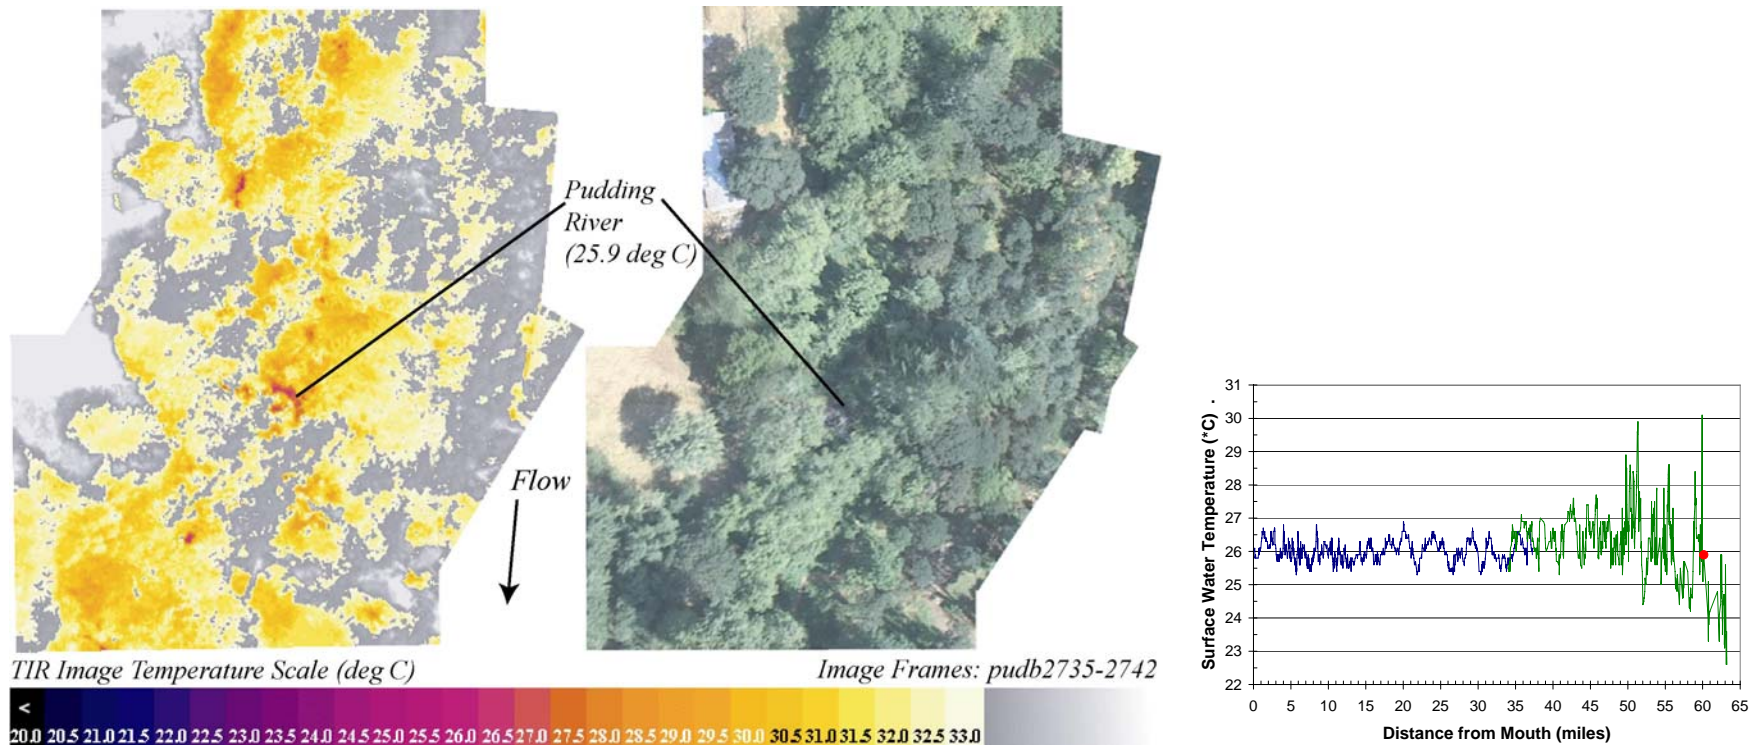 Pudding
River
(25.9 deg C)
Flow
TIR Image Temperature Scale (deg C)
Image Frames: pudb2735-2742
<
20.0 20.5 21.0 21.5 22.0 22.5 23.0 23.5 24.0 24.5 25.0 25.5 26.0 26.5 27.0 27.5 28.0 28.5 29.0 29.5 30.0 30.5 31.0 31.5 32.0 32.5 33.0
Surface Water Temperature (*C) .
31
30
29
28
27
26
25
24
23
22
0 5 10 15 20 25 30 35 40 45 50 55 60 65
Distance from Mouth (miles)